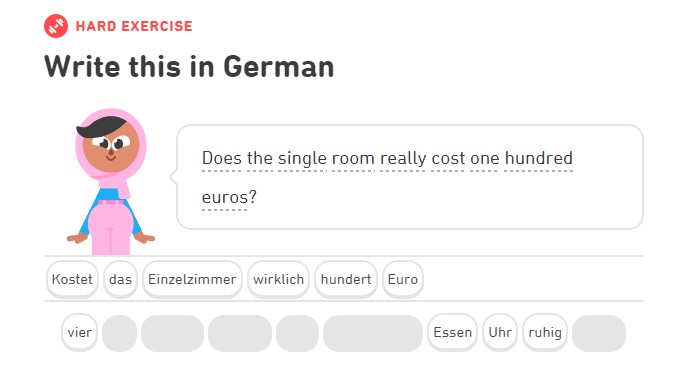 HARD EXERCISE
Write this in German
Does the single room really cost one hundred
euros?
Kostet das Einzelzimmer wirklich hundert Euro
vier Essen Uhr ruhig